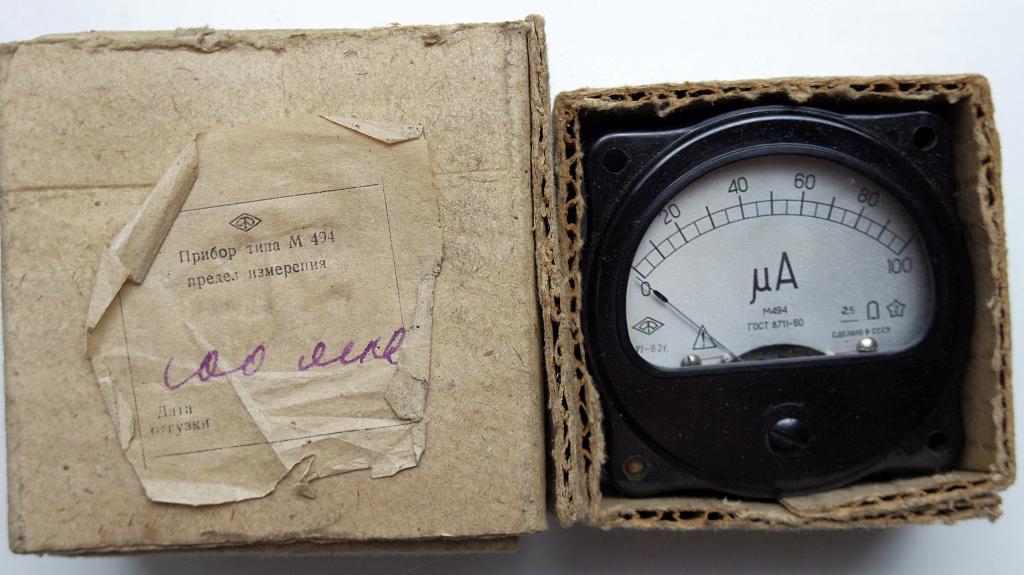 Прибор типа М 494
предел измерения
100 мка
Дата
отгузки
0 20 40 60 80 100
μA
М494
ГОСТ 8711-60
2,5
СДЕЛАНО В СССР